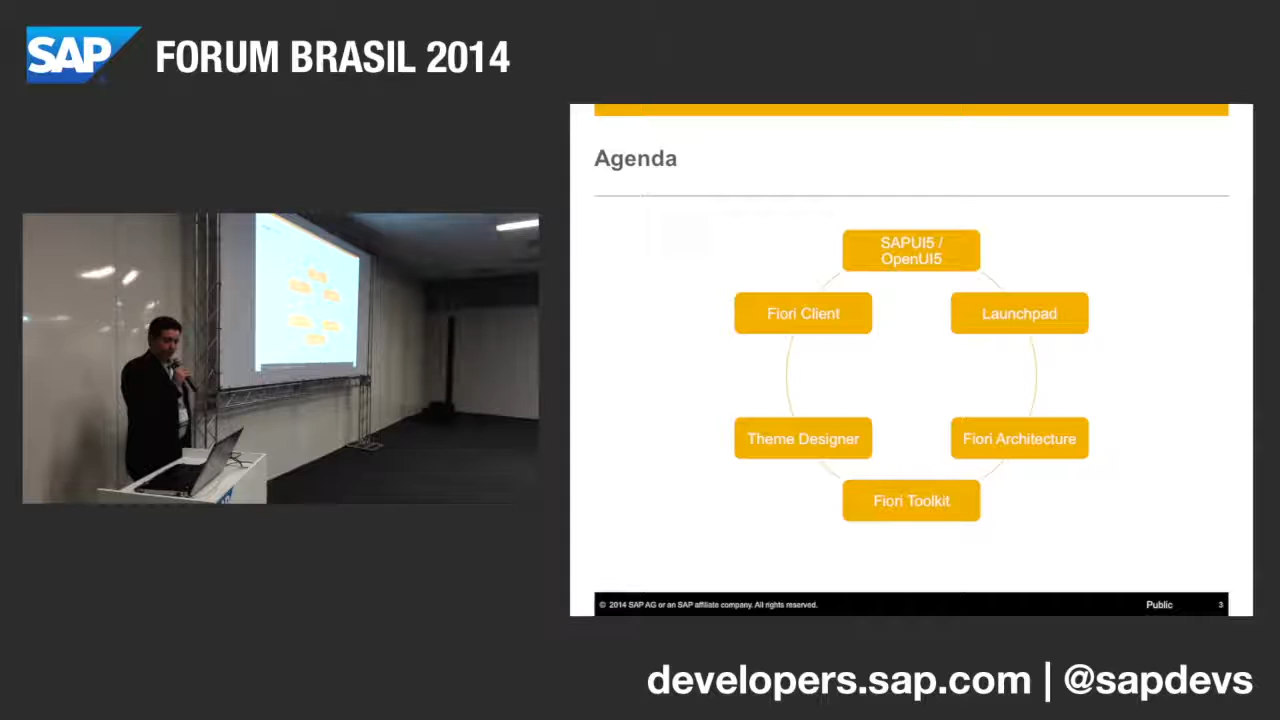 SAP
FORUM BRASIL 2014
Agenda
SAPUI5 /
OpenUI5
Fiori Client
Launchpad
Theme Designer
Fiori Architecture
Fiori Toolkit
© 2014 SAP AG or an SAP affiliate company. All rights reserved.
Public
3
developers.sap.com | @sapdevs